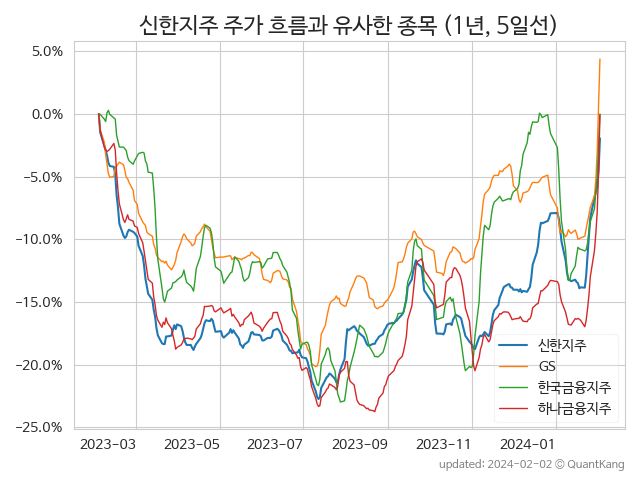 신한지주 주가 흐름과 유사한 종목 (1년, 5일선)
5.0%
0.0%
−5.0%
−10.0%
−15.0%
−20.0%
−25.0%
신한지주
GS
한국금융지주
하나금융지주
2023-03 2023-05 2023-07 2023-09 2023-11 2024-01
updated: 2024-02-02 © QuantKang